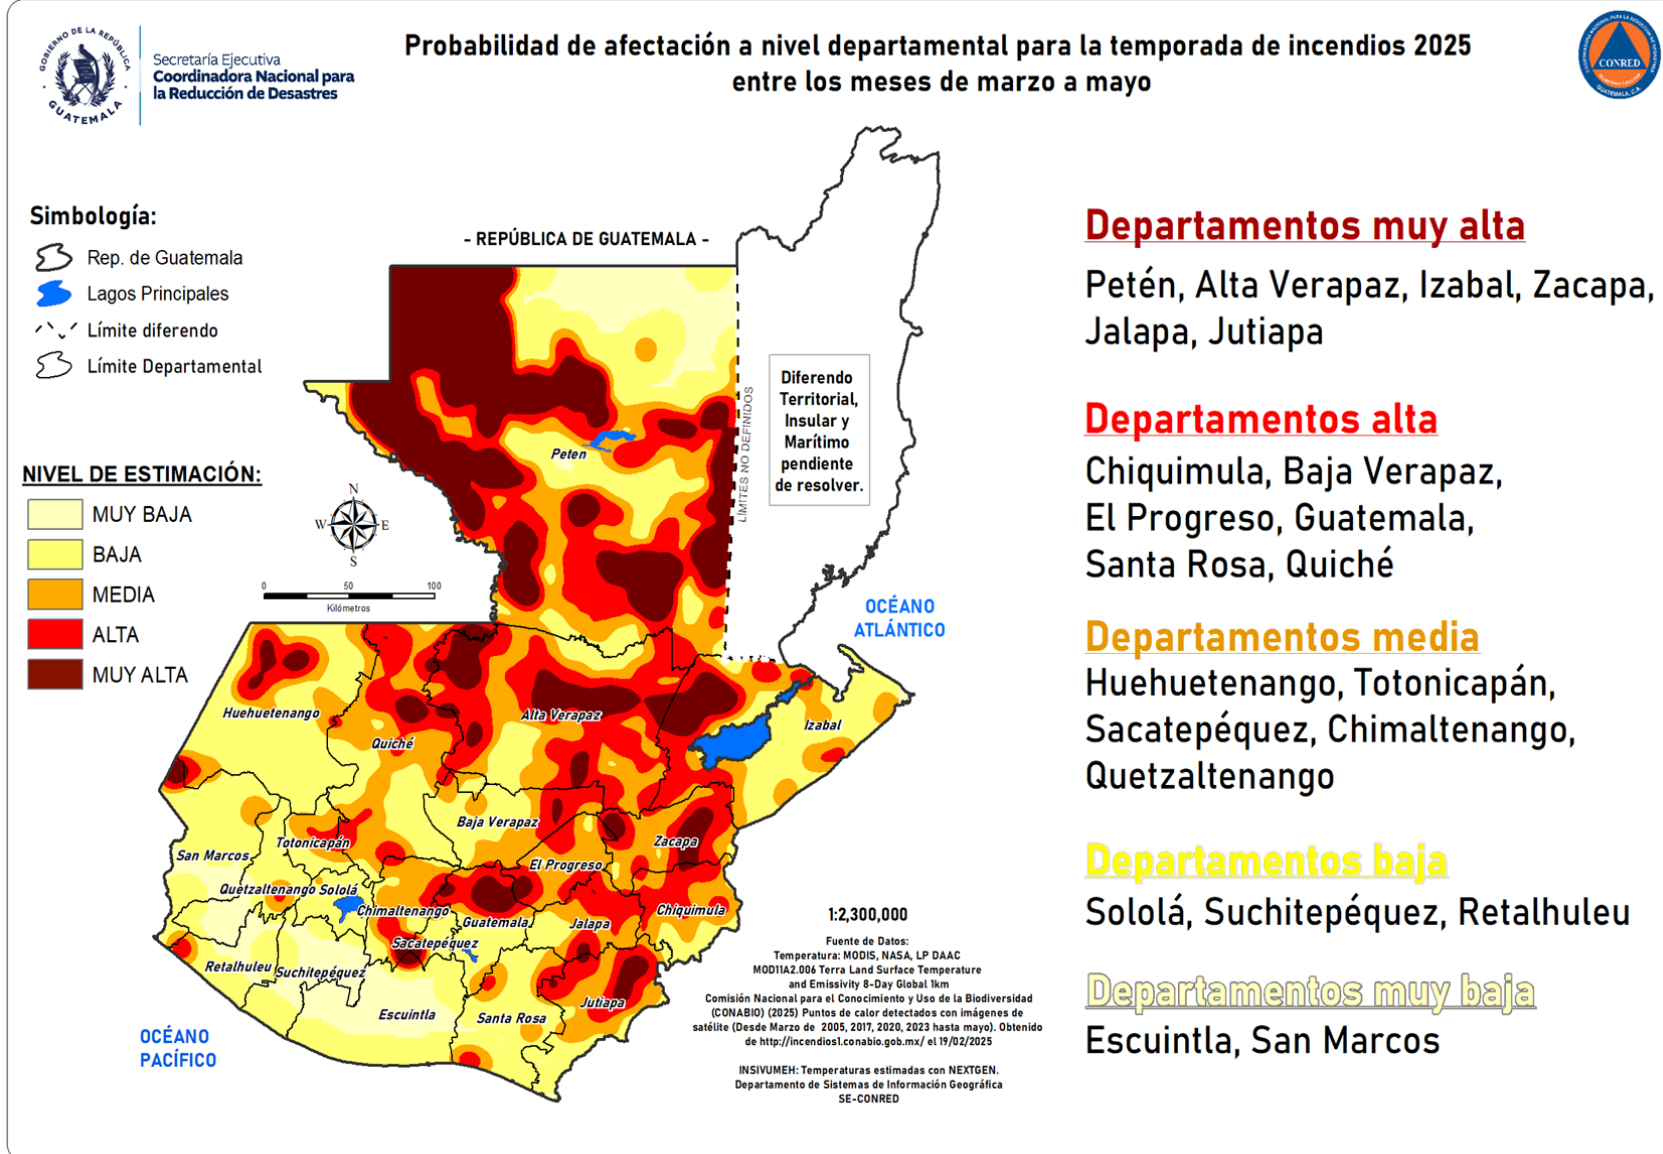 GOBIERNO DE LA REPÚBLICA
GUATEMALA
Secretaría Ejecutiva
Coordinadora Nacional para
la Reducción de Desastres
Probabilidad de afectación a nivel departamental para la temporada de incendios 2025
entre los meses de marzo a mayo
CONRED
GUATEMALA, C.A.
Simbología:
Rep. de Guatemala
Lagos Principales
Límite diferendo
Límite Departamental
- REPÚBLICA DE GUATEMALA -
NIVEL DE ESTIMACIÓN:
MUY BAJA
BAJA
MEDIA
ALTA
MUY ALTA
N
W
E
S
0
50
100
Kilómetros
Diferendo
Territorial,
Insular y
Marítimo
pendiente
de resolver.
LÍMITES NO DEFINIDOS
OCÉANO
ATLÁNTICO
Peten
Huehuetenango
Quiché
Alta Verapaz
Izabal
Baja Verapaz
Totonicapán
San Marcos
Zacapa
El Progreso
Quetzaltenango
Sololá
Chimaltenango
Guatemala
Jalapa
Chiquimula
Sacatepéquez
Retalhuleu
Suchitepéquez
Escuintla
Santa Rosa
Jutiapa
OCÉANO
PACÍFICO
1:2,300,000
Fuente de Datos:
Temperatura: MODIS, NASA, LP DAAC
MOD11A2.006 Terra Land Surface Temperature
and Emissivity 8-Day Global 1km
Comisión Nacional para el Conocimiento y Uso de la Biodiversidad
(CONABIO) (2025) Puntos de calor detectados con imágenes de
satélite (Desde Marzo de 2005, 2017, 2020, 2023 hasta mayo). Obtenido
de http://incendios1.conabio.gob.mx/ el 19/02/2025
INSIVUMEH: Temperaturas estimadas con NEXTGEN.
Departamento de Sistemas de Información Geográfica
SE-CONRED
Departamentos muy alta
Petén, Alta Verapaz, Izabal, Zacapa,
Jalapa, Jutiapa
Departamentos alta
Chiquimula, Baja Verapaz,
El Progreso, Guatemala,
Santa Rosa, Quiché
Departamentos media
Huehuetenango, Totonicapán,
Sacatepéquez, Chimaltenango,
Quetzaltenango
Departamentos baja
Sololá, Suchitepéquez, Retalhuleu
Departamentos muy baja
Escuintla, San Marcos